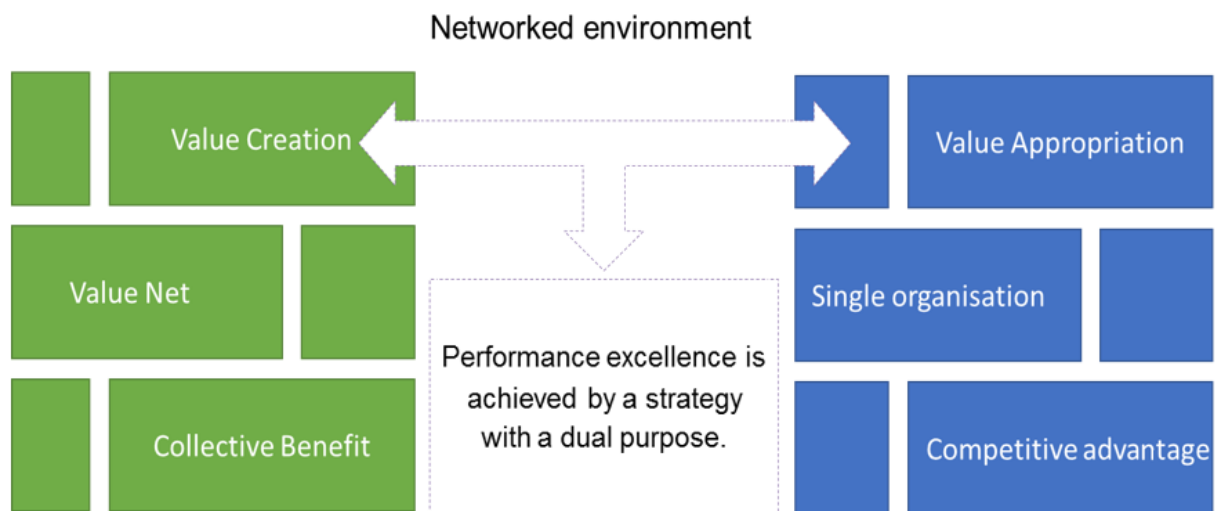 Networked environment
Value Creation
Value Appropriation
Value Net
Single organisation
Performance excellence is
achieved by a strategy
with a dual purpose.
Collective Benefit
Competitive advantage